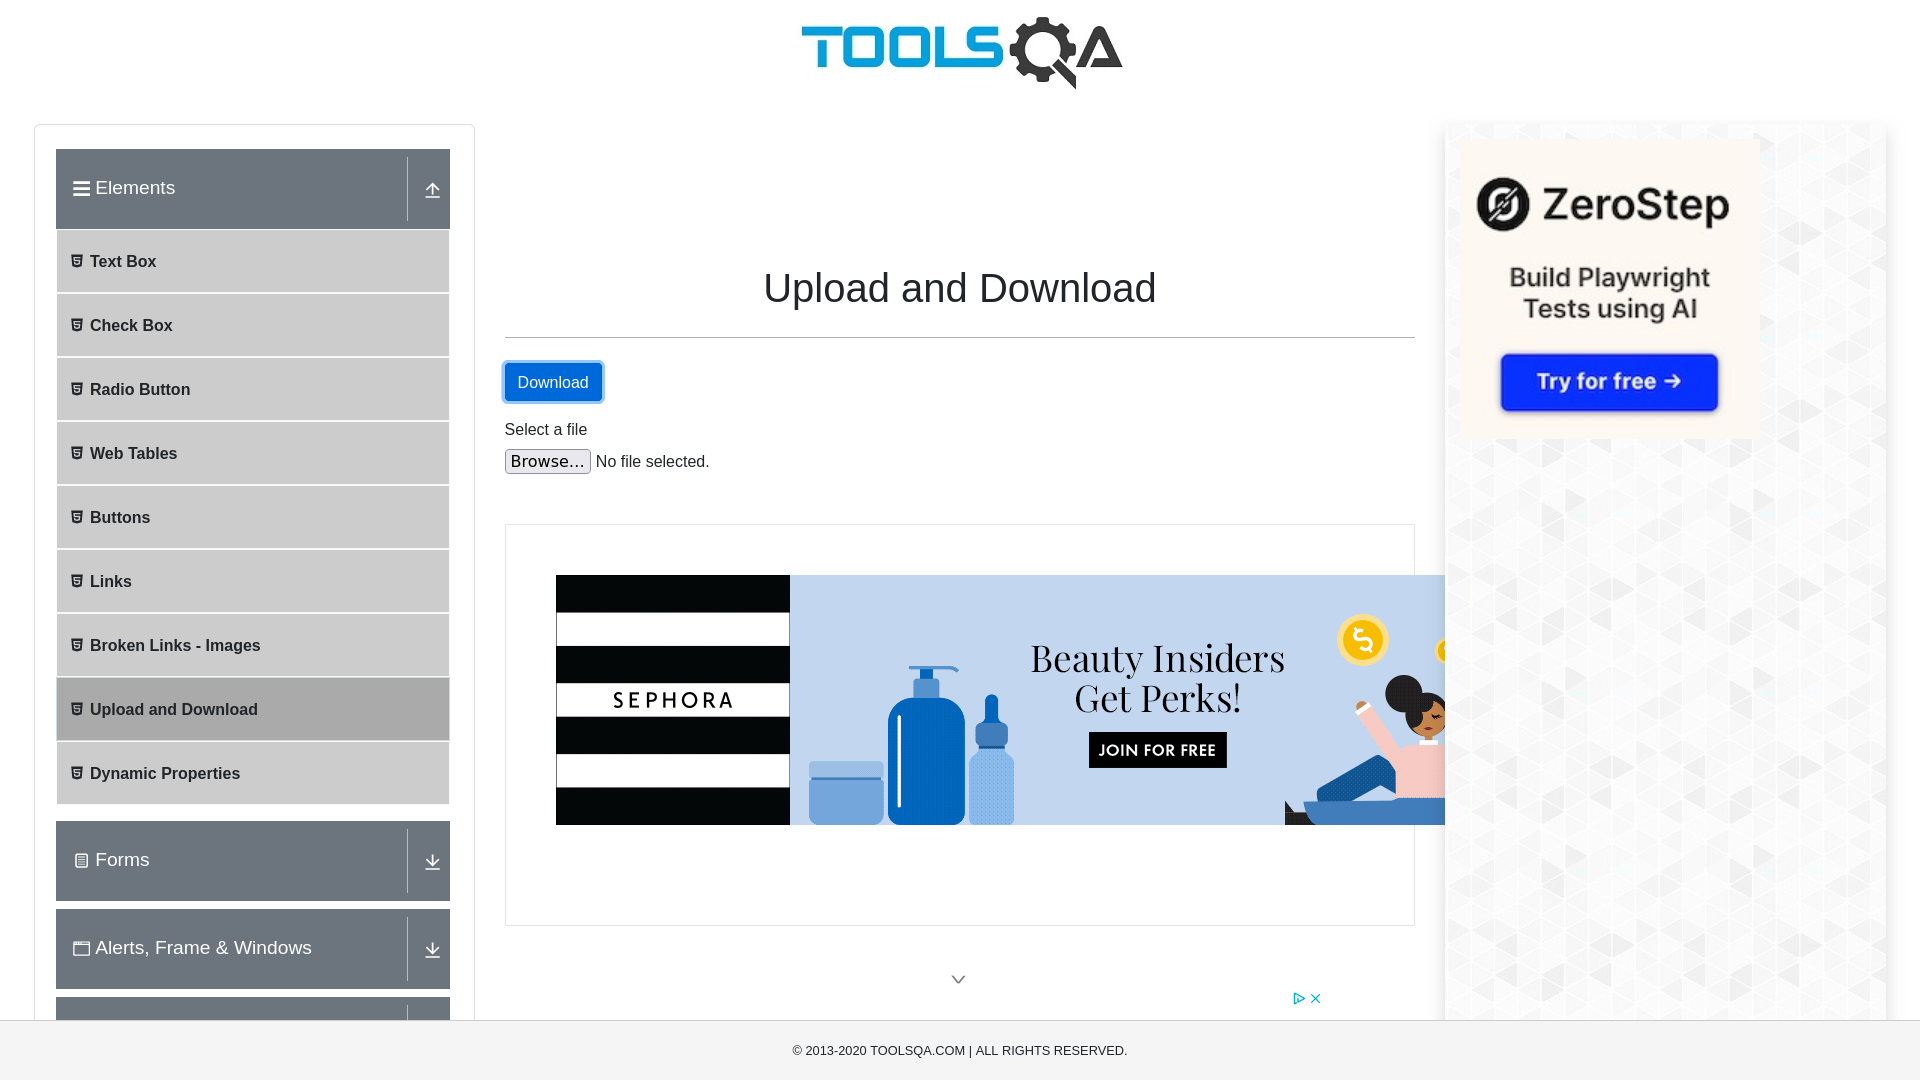 TOOLSQA
Elements
Text Box
Check Box
Radio Button
Web Tables
Buttons
Links
Broken Links - Images
Upload and Download
Dynamic Properties
Forms
Alerts, Frame & Windows
Upload and Download
Download
Select a file
Browse... No file selected.
SEPHORA
Beauty Insiders
Get Perks!
JOIN FOR FREE
ZeroStep
Build Playwright
Tests using AI
Try for free →
© 2013-2020 TOOLSQA.COM | ALL RIGHTS RESERVED.